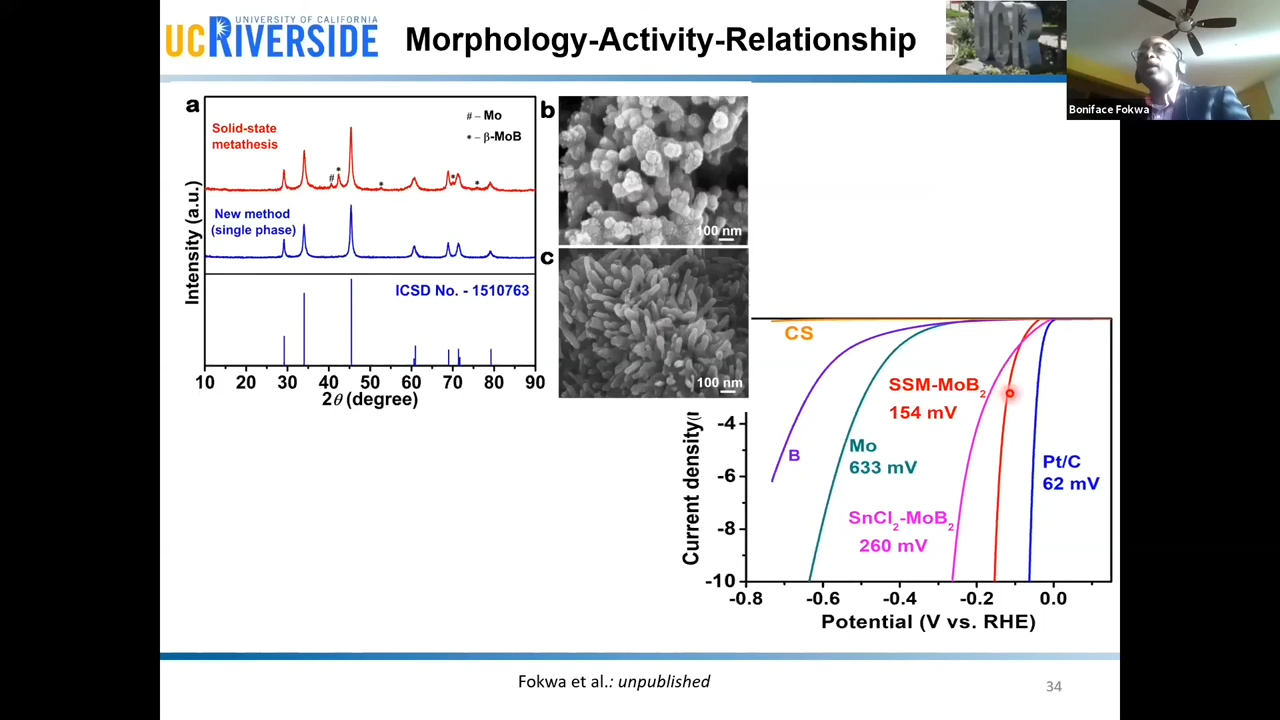 UNIVERSITY OF CALIFORNIA
UCRIVERSIDE
Morphology-Activity-Relationship
UCR
Boniface Fokwa
a
Solid-state
metathesis
# – Mo
* – β-MoB
#
*
*
*
*
New method
(single phase)
ICSD No. - 1510763
Intensity (a.u.)
10 20 30 40 50 60 70 80 90
2θ (degree)
b
100 nm
c
100 nm
CS
SSM-MoB2
154 mV
B
Mo
633 mV
Pt/C
62 mV
SnCl2-MoB2
260 mV
Current density(
-4
-6
-8
-10
-0.8 -0.6 -0.4 -0.2 0.0
Potential (V vs. RHE)
Fokwa et al.: unpublished
34